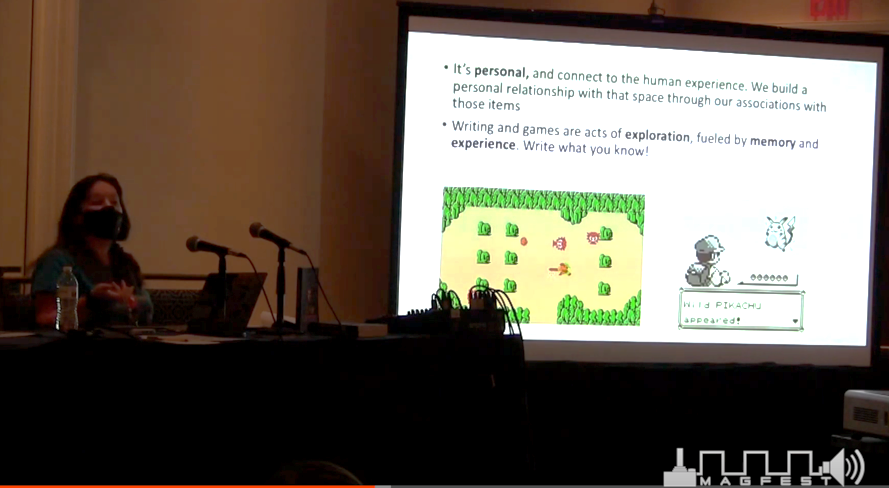 • It's personal, and connect to the human experience. We build a
personal relationship with that space through our associations with
those items
• Writing and games are acts of exploration, fueled by memory and
experience. Write what you know!
Wild PIKACHU
appeared!
MAGFEST